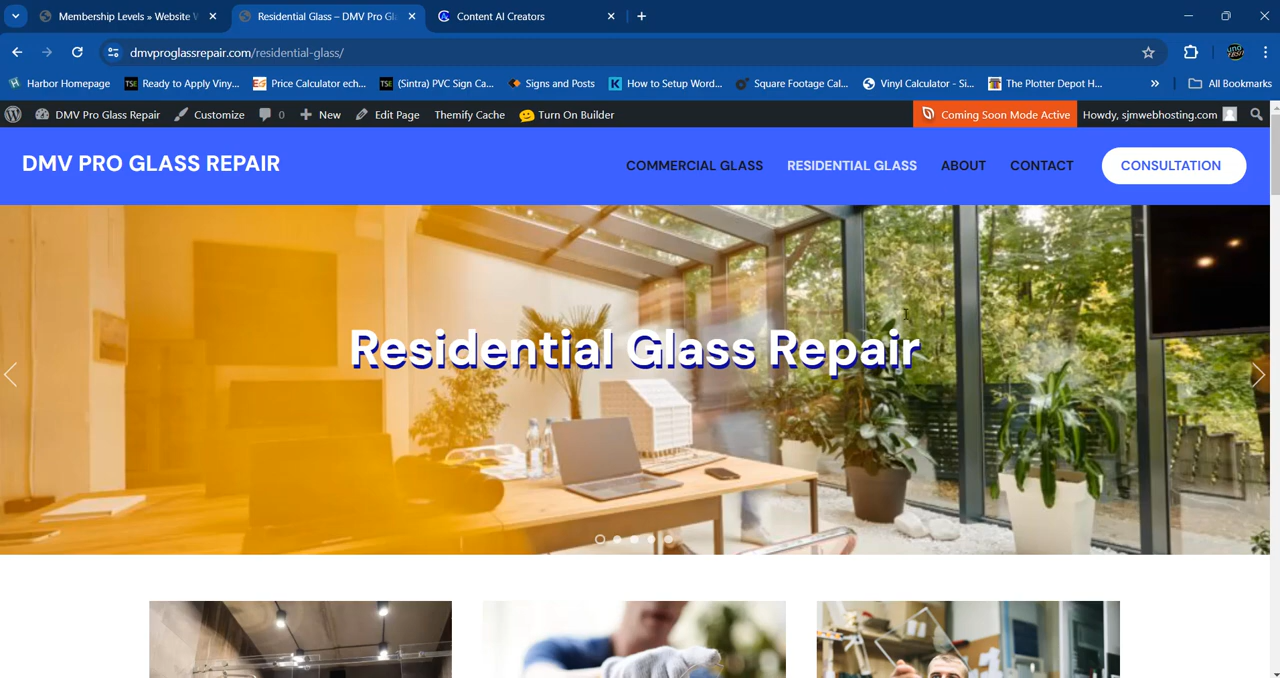 Membership Levels » Website W
Residential Glass – DMV Pro Gl
Content AI Creators
dmvproglassrepair.com/residential-glass/
Harbor Homepage
TSE
Ready to Apply Viny...
Price Calculator ech...
TSE
(Sintra) PVC Sign Ca...
Signs and Posts
K
How to Setup Word...
Square Footage Cal...
Vinyl Calculator - Si...
The Plotter Depot H...
»
All Bookmarks
DMV Pro Glass Repair
Customize
0
New
Edit Page
Themify Cache
Turn On Builder
Coming Soon Mode Active
Howdy, sjmwebhosting.com
DMV PRO GLASS REPAIR
COMMERCIAL GLASS
RESIDENTIAL GLASS
ABOUT
CONTACT
CONSULTATION
Residential Glass Repair